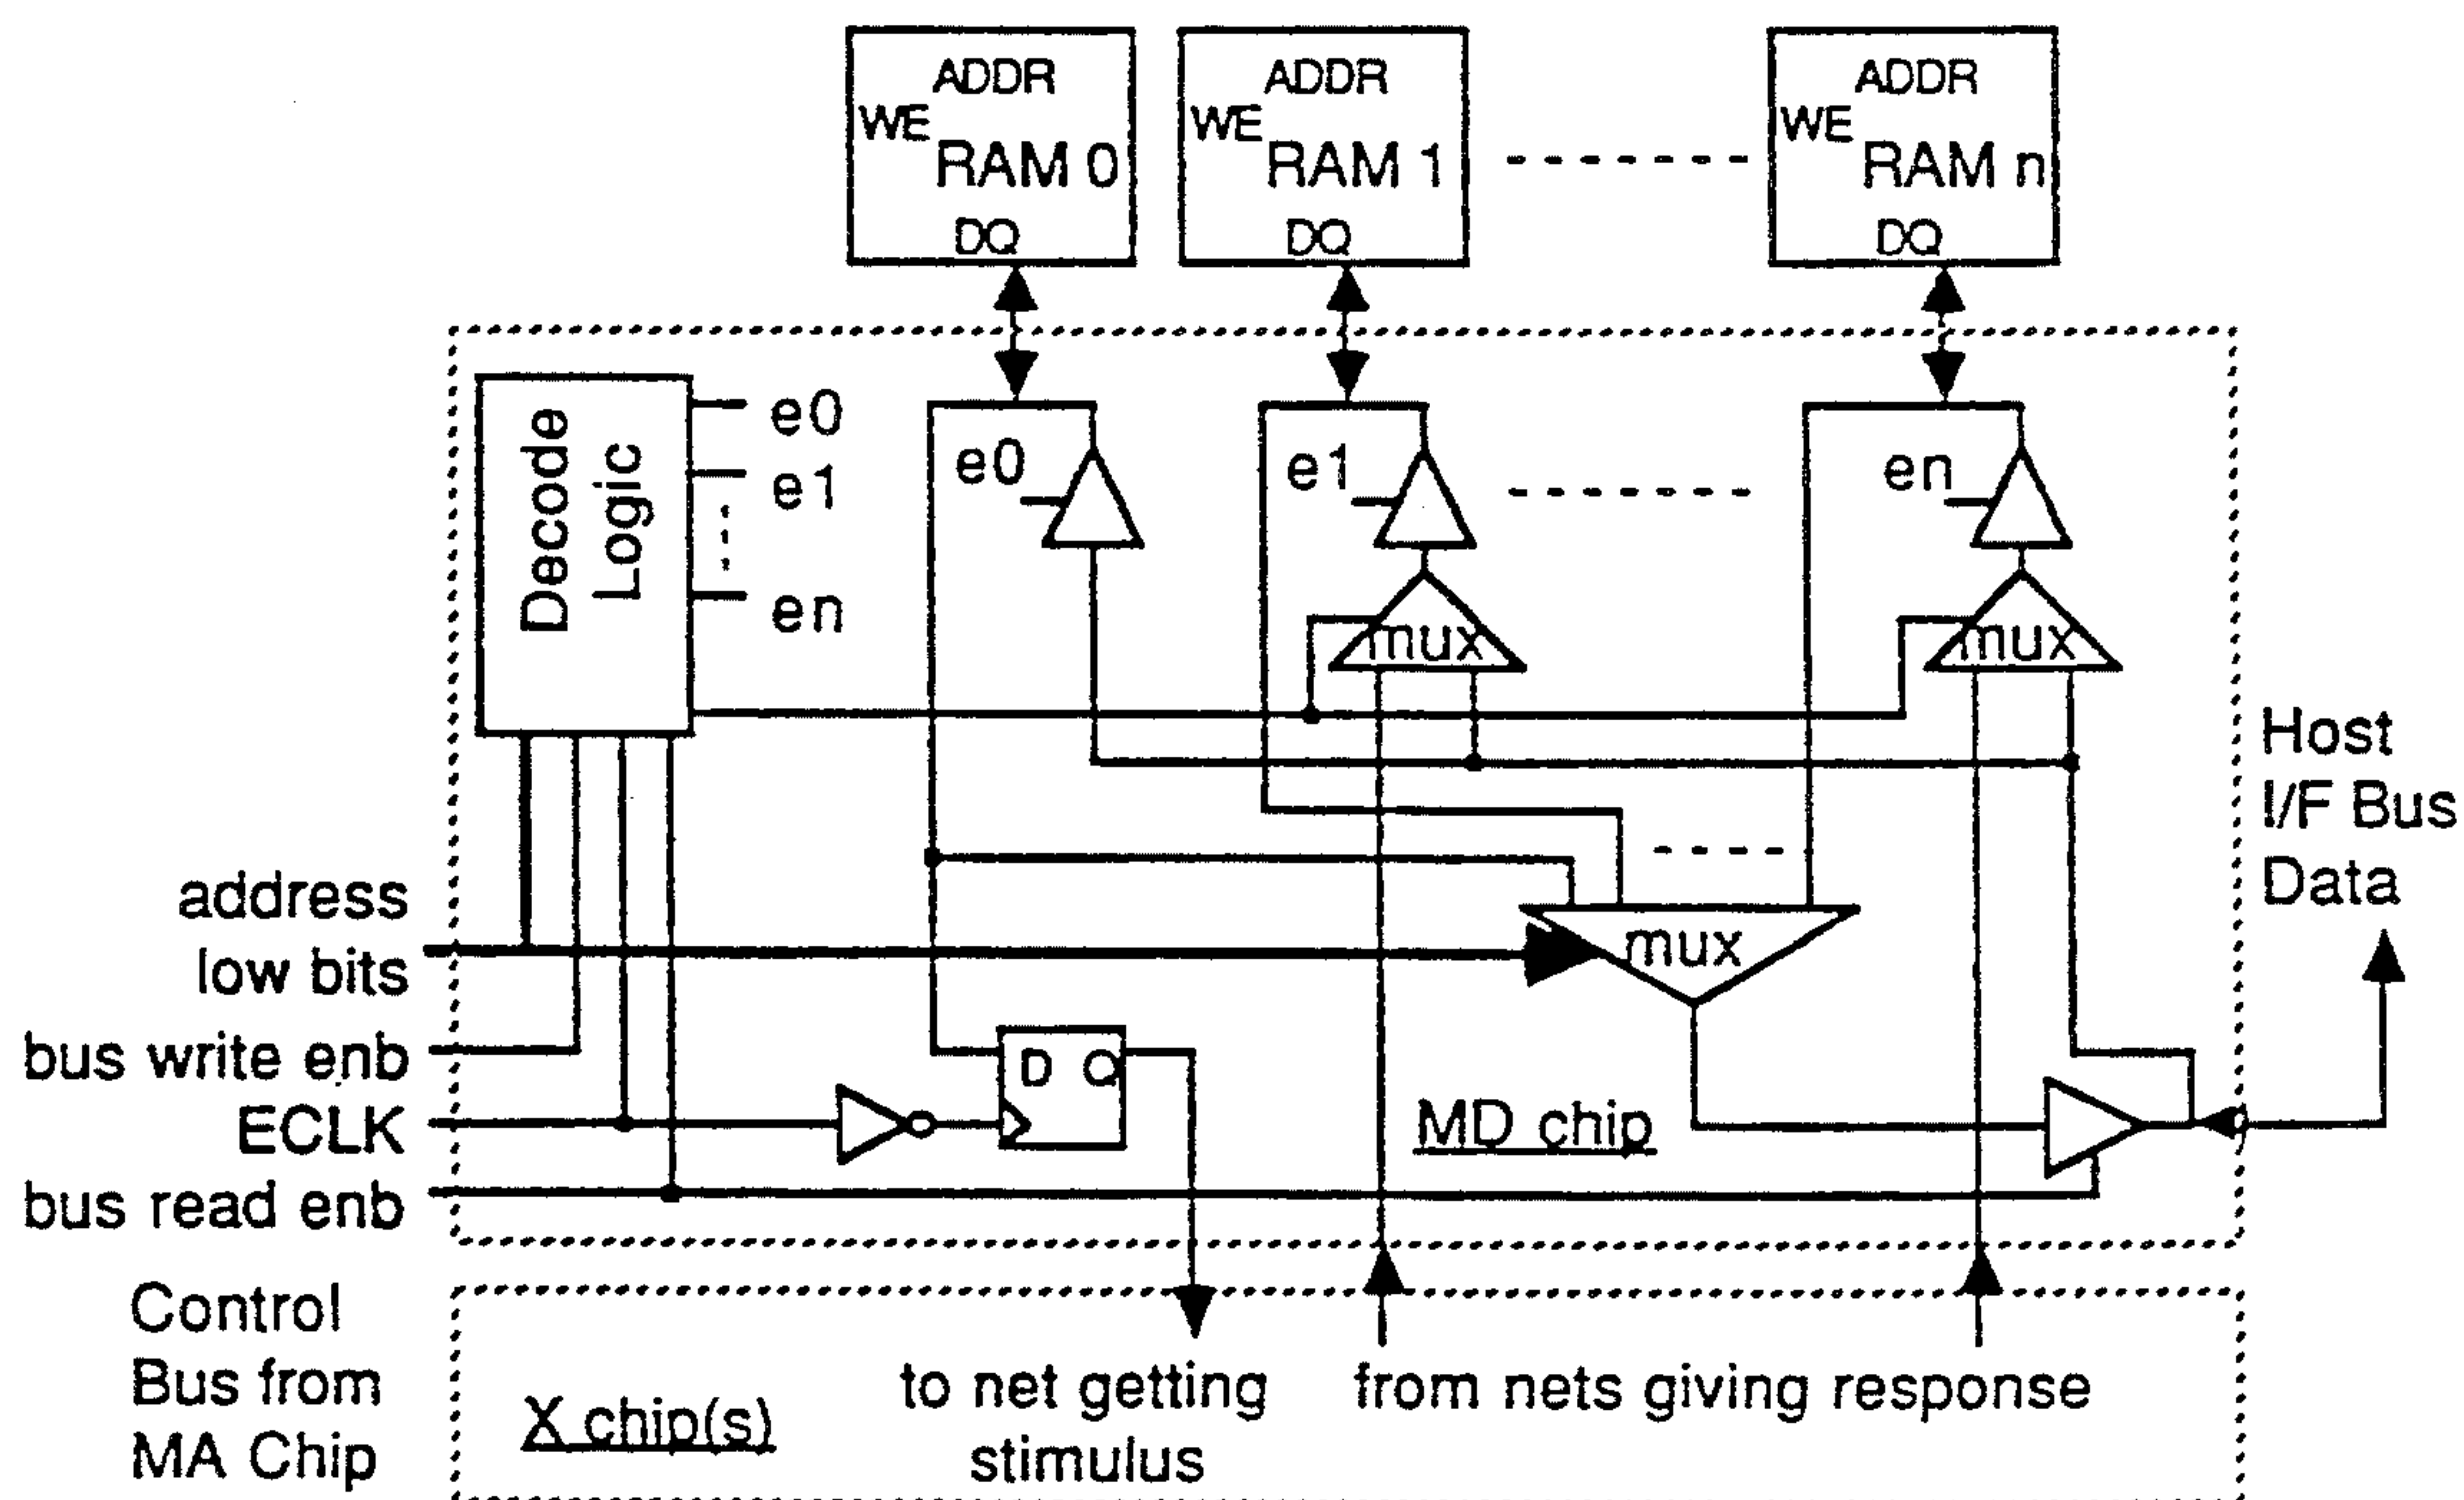 ADDR
WE
RAM 0
DQ
ADDR
WE
RAM 1
DQ
ADDR
WE
RAM n
DQ
Decode
Logic
e0
e1
en
e0
e1
en
mux
mux
Host
I/F Bus
Data
address
low bits
mux
bus write enb
D Q
ECLK
MD chip
bus read enb
Control
Bus from
MA Chip
X chip(s)
to net getting
stimulus
from nets giving response